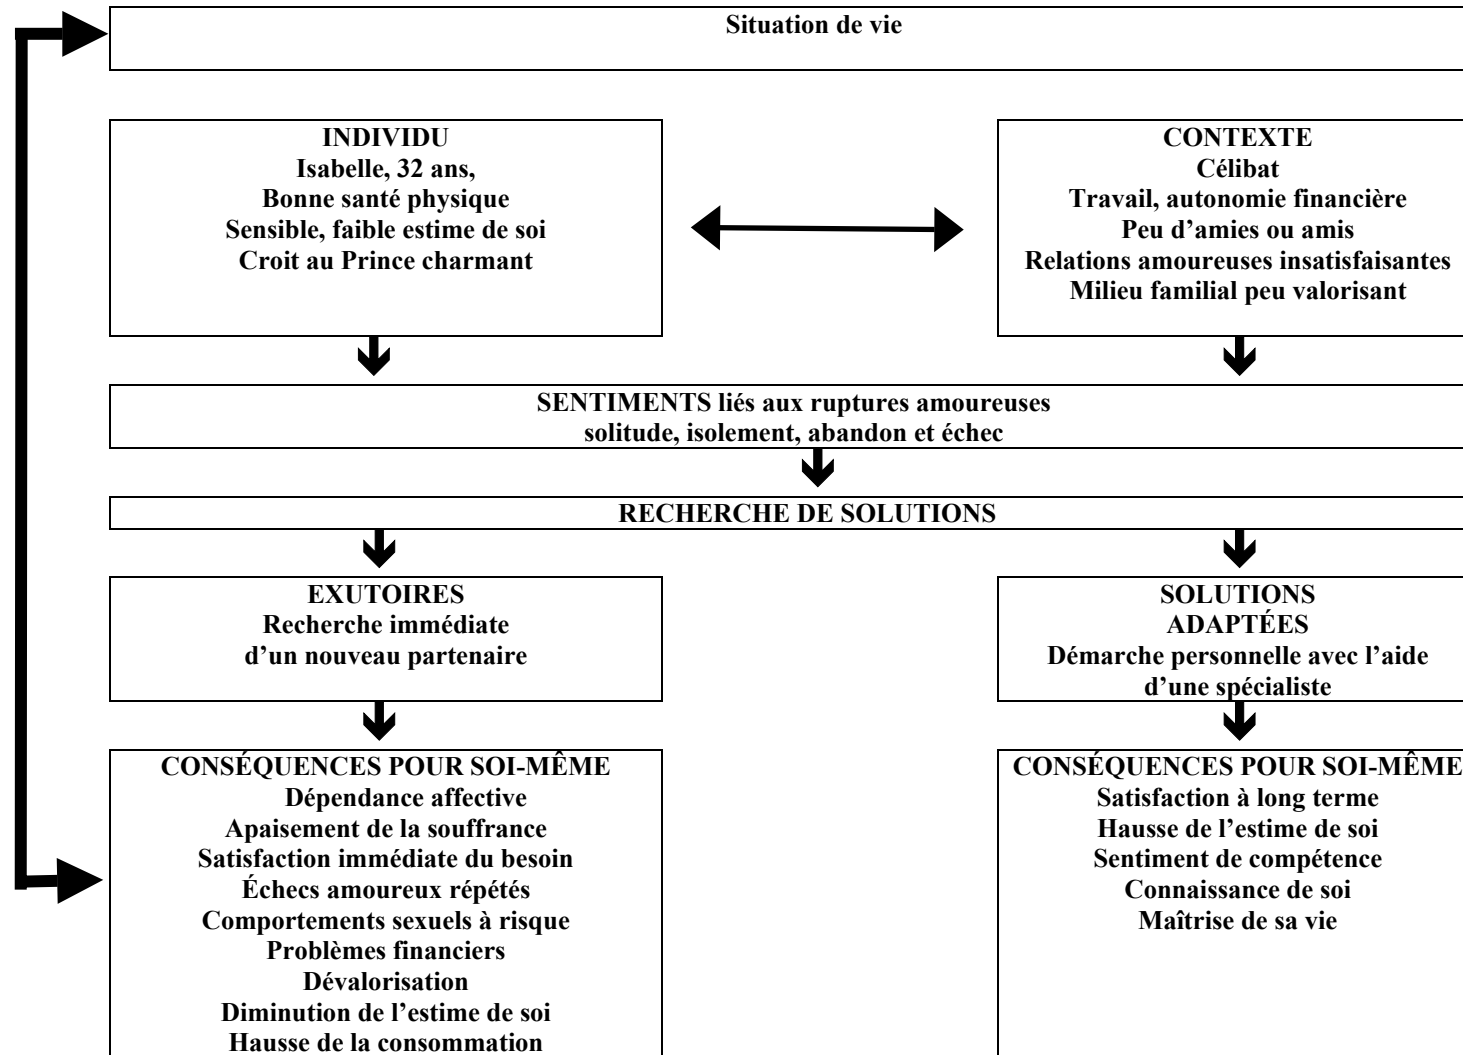 Situation de vie
INDIVIDU
Isabelle, 32 ans,
Bonne santé physique
Sensible, faible estime de soi
Croit au Prince charmant
CONTEXTE
Célibat
Travail, autonomie financière
Peu d’amies ou amis
Relations amoureuses insatisfaisantes
Milieu familial peu valorisant
SENTIMENTS liés aux ruptures amoureuses
solitude, isolement, abandon et échec
RECHERCHE DE SOLUTIONS
EXUTOIRES
Recherche immédiate
d’un nouveau partenaire
SOLUTIONS
ADAPTÉES
Démarche personnelle avec l’aide
d’une spécialiste
CONSÉQUENCES POUR SOI-MÊME
Dépendance affective
Apaisement de la souffrance
Satisfaction immédiate du besoin
Échecs amoureux répétés
Comportements sexuels à risque
Problèmes financiers
Dévalorisation
Diminution de l’estime de soi
Hausse de la consommation
CONSÉQUENCES POUR SOI-MÊME
Satisfaction à long terme
Hausse de l’estime de soi
Sentiment de compétence
Connaissance de soi
Maîtrise de sa vie